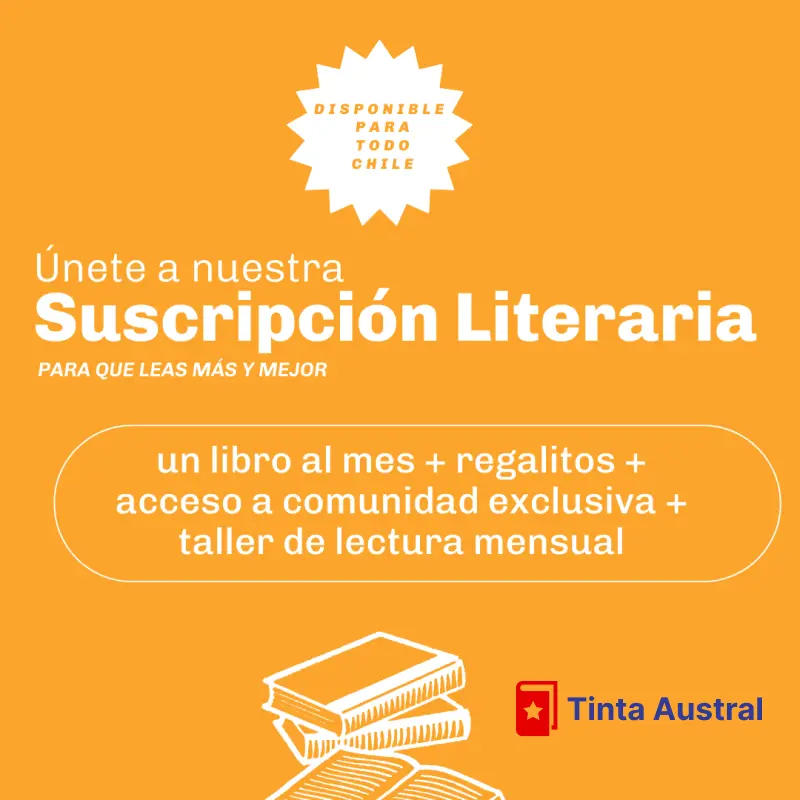 DISPONIBLE
PARA
TODO
CHILE
Únete a nuestra
Suscripción Literaria
PARA QUE LEAS MÁS Y MEJOR
un libro al mes + regalitos +
acceso a comunidad exclusiva +
taller de lectura mensual
Tinta Austral